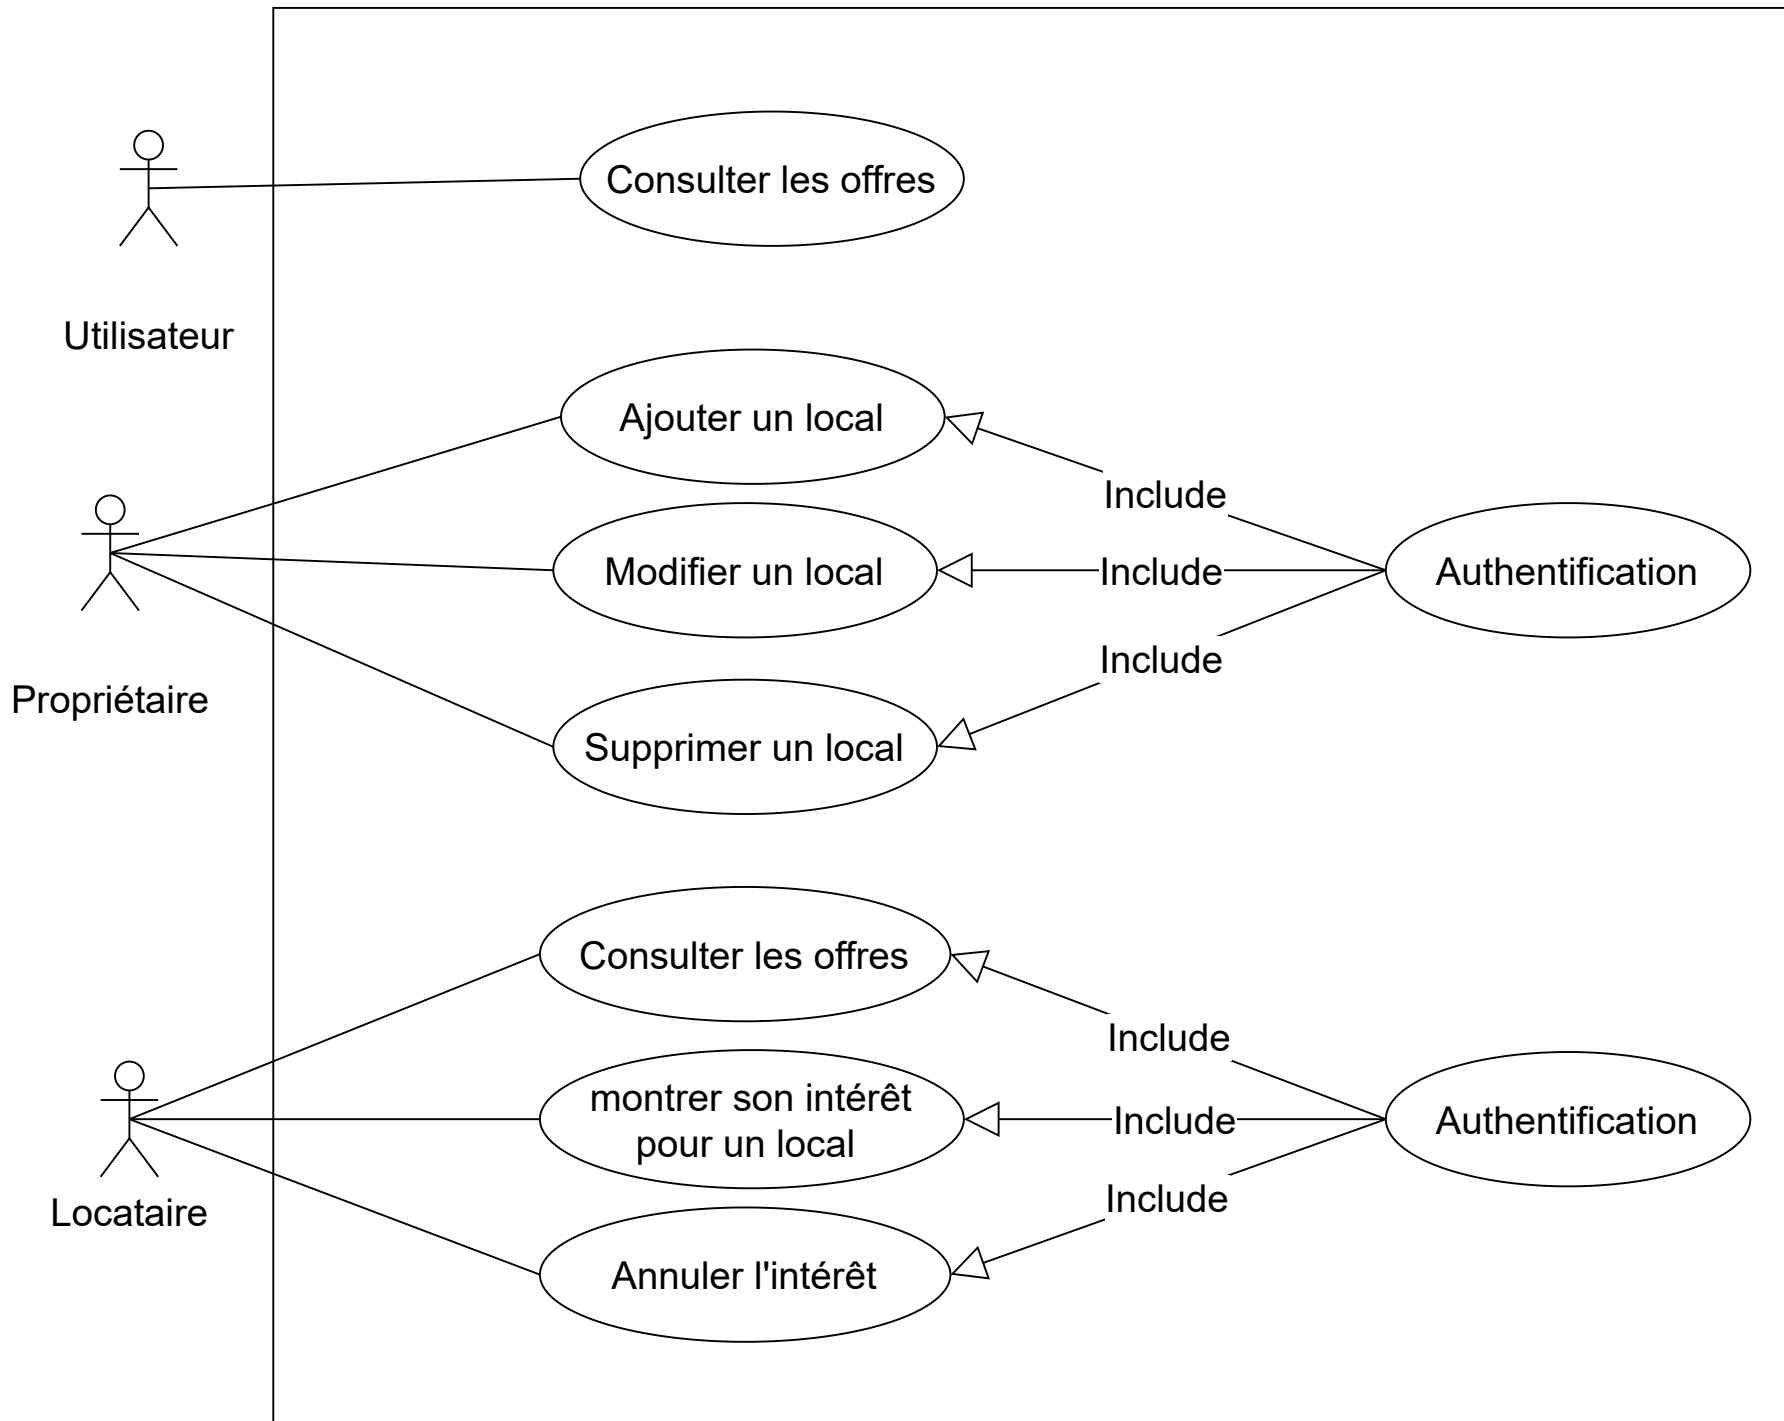 Consulter les offres
Utilisateur
Ajouter un local
Include
Modifier un local
Include
Authentification
Include
Propriétaire
Supprimer un local
Consulter les offres
Include
montrer son intérêt
pour un local
Include
Authentification
Include
Locataire
Annuler l'intérêt